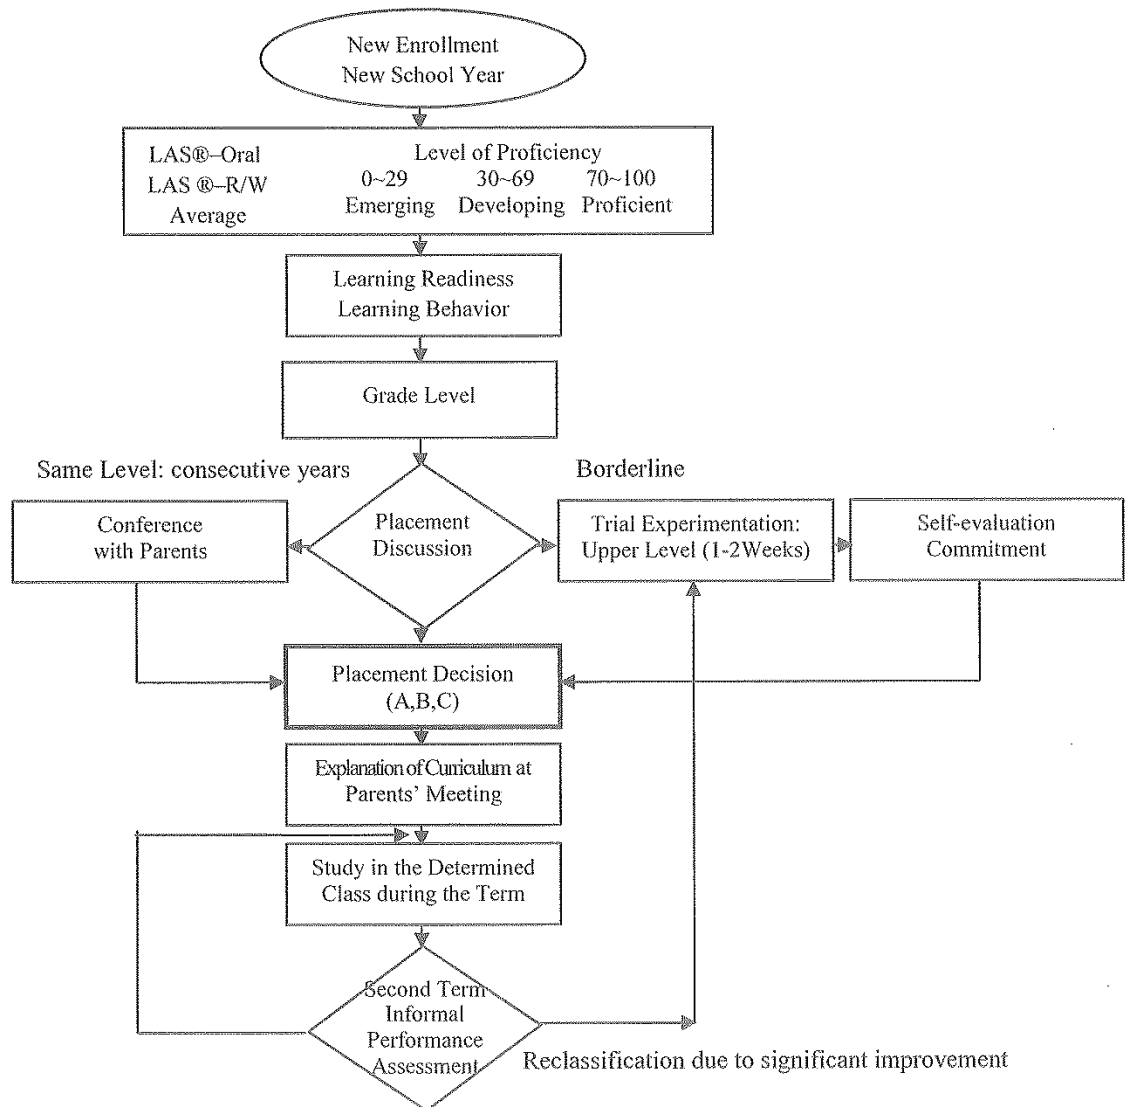 New Enrollment
New School Year
LAS®–Oral
LAS ®–R/W
Average
Level of Proficiency
0~29 30~69 70~100
Emerging Developing Proficient
Learning Readiness
Learning Behavior
Grade Level
Same Level: consecutive years
Borderline
Conference
with Parents
Placement
Discussion
Trial Experimentation:
Upper Level (1-2Weeks)
Self-evaluation
Commitment
Placement Decision
(A,B,C)
Explanation of Curriculum at
Parents' Meeting
Study in the Determined
Class during the Term
Second Term
Informal
Performance
Assessment
Reclassification due to significant improvement